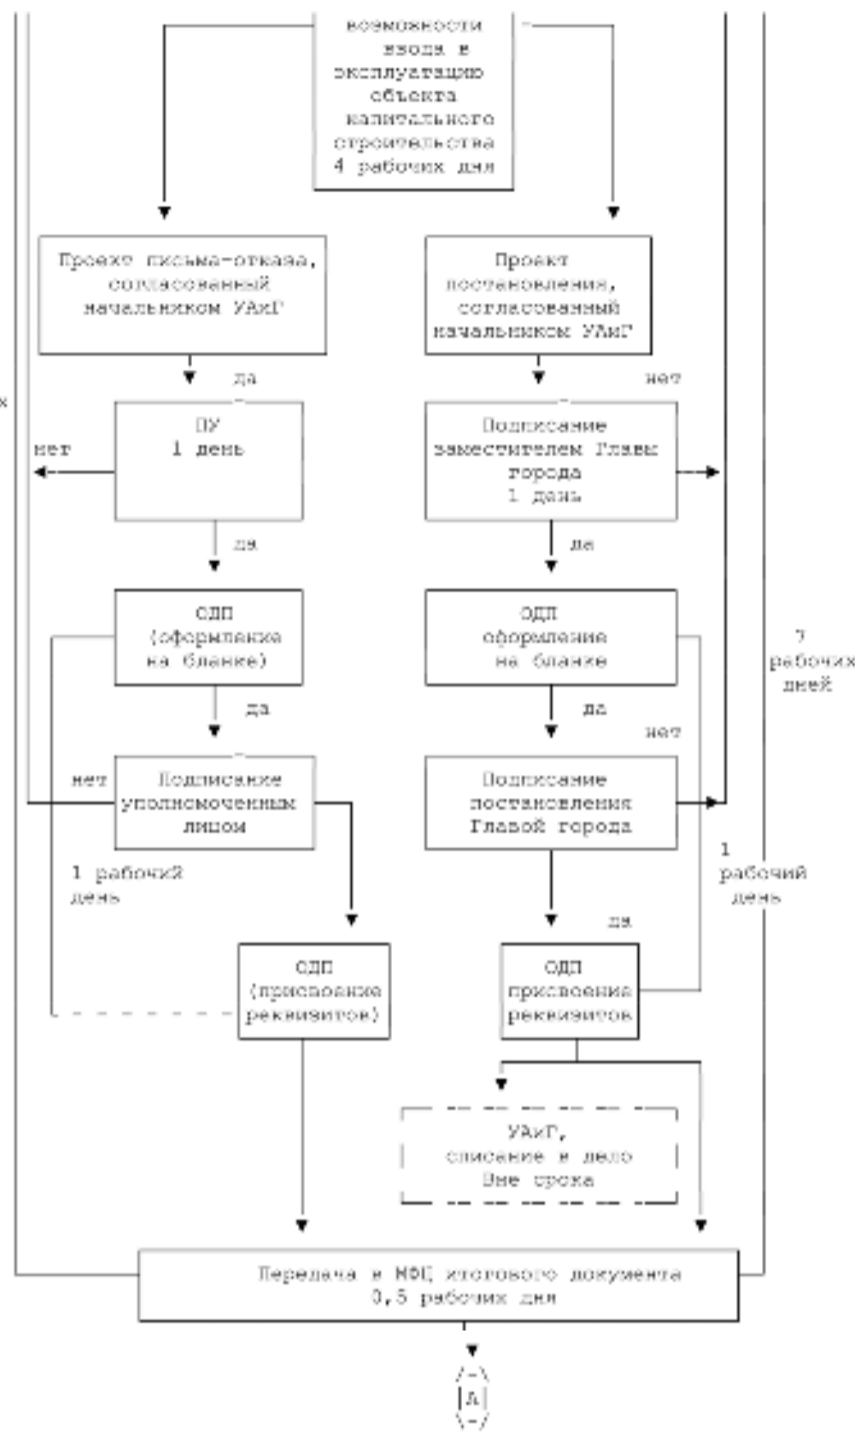 возможности
ввода в
эксплуатацию
объекта
капитального
строительства
4 рабочих дня
Проект письма-отказа,
согласованный
начальником УАиГ
Проект
постановления,
согласованный
начальником УАиГ
да
нет
х
ПУ
1 день
нет
Подписание
заместителем Главы
города
1 день
да
да
ОДП
(оформление
на бланке)
ОДП
оформление
на бланке
7
рабочих
дней
да
да
нет
нет
Подписание
уполномоченным
лицом
Подписание
постановления
Главой города
1 рабочий
день
1
рабочий
день
да
ОДП
(присвоение
реквизитов)
ОДП
присвоение
реквизитов
УАиГ,
списание в дело
Вне срока
Передача в МФЦ итогового документа
0,5 рабочих дня
/-\
|А|
\-/